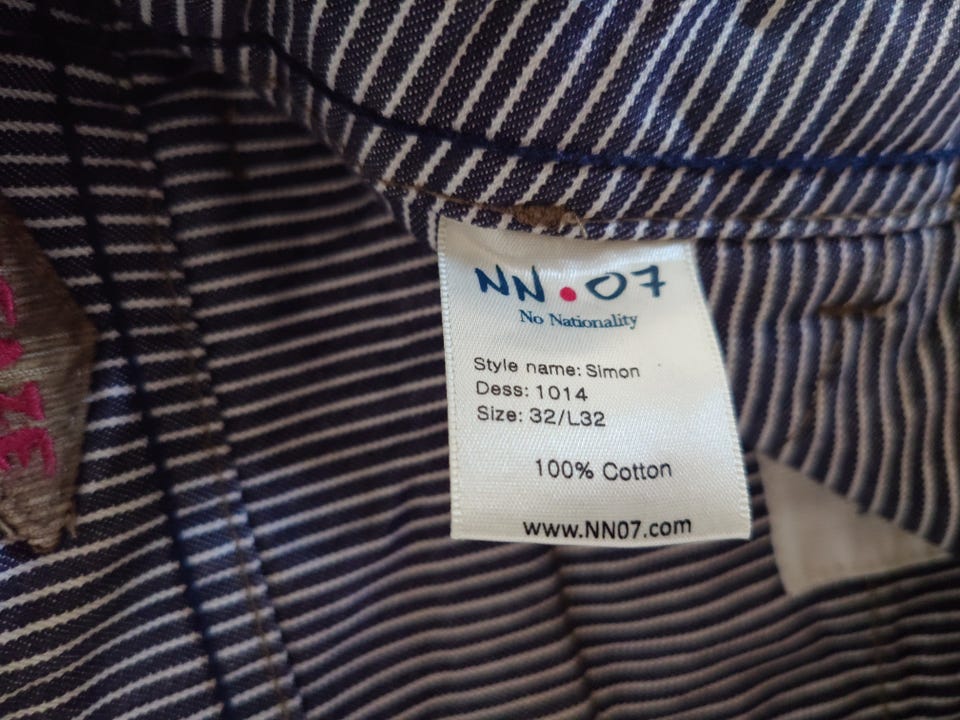 NN.07
No Nationality
Style name: Simon
Dess: 1014
Size: 32/L32
100% Cotton
www.NN07.com